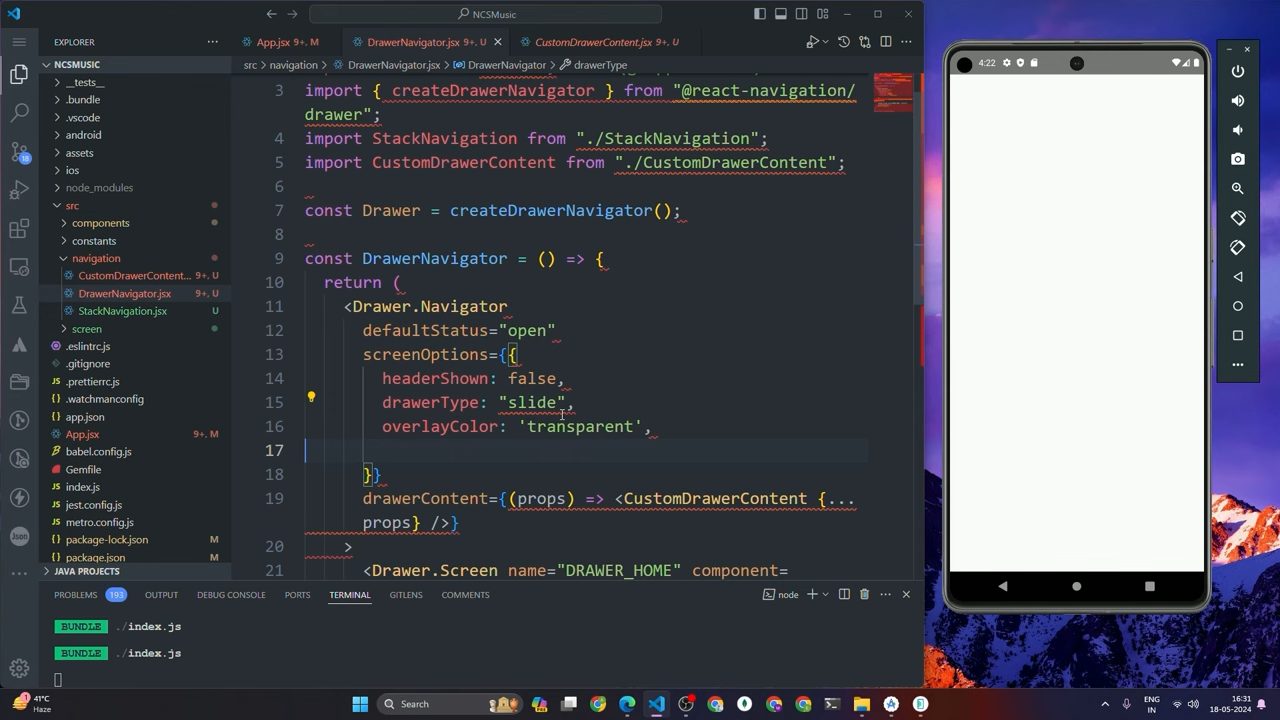 NCSMusic
EXPLORER
NCSMUSIC
__tests__
.bundle
.vscode
android
assets
ios
node_modules
src
components
constants
navigation
CustomDrawerContent... 9+, U
DrawerNavigator.jsx 9+, U
StackNavigation.jsx U
screen
.eslintrc.js
.gitignore
.prettierrc.js
.watchmanconfig
app.json
App.jsx 9+, M
babel.config.js
Gemfile
index.js
jest.config.js
metro.config.js
package-lock.json M
package.json M
JAVA PROJECTS
18
App.jsx 9+, M
DrawerNavigator.jsx 9+, U
CustomDrawerContent.jsx 9+, U
src > navigation > DrawerNavigator.jsx > DrawerNavigator > drawerType
3 import { createDrawerNavigator } from "@react-navigation/
drawer";
4 import StackNavigation from "./StackNavigation";
5 import CustomDrawerContent from "./CustomDrawerContent";
6
7 const Drawer = createDrawerNavigator();
8
9 const DrawerNavigator = () => {
10 return (
11 <Drawer.Navigator
12 defaultStatus="open"
13 screenOptions={{
14 headerShown: false,
15 drawerType: "slide",
16 overlayColor: 'transparent',
17
18 }}
19 drawerContent={(props) => <CustomDrawerContent {...
props} />}
20 >
21 <Drawer.Screen name="DRAWER_HOME" component=
PROBLEMS 193 OUTPUT DEBUG CONSOLE PORTS TERMINAL GITLENS COMMENTS
node
BUNDLE ./index.js
BUNDLE ./index.js
Json
4:22
41°C
Haze
Search
ENG
IN
16:31
18-05-2024